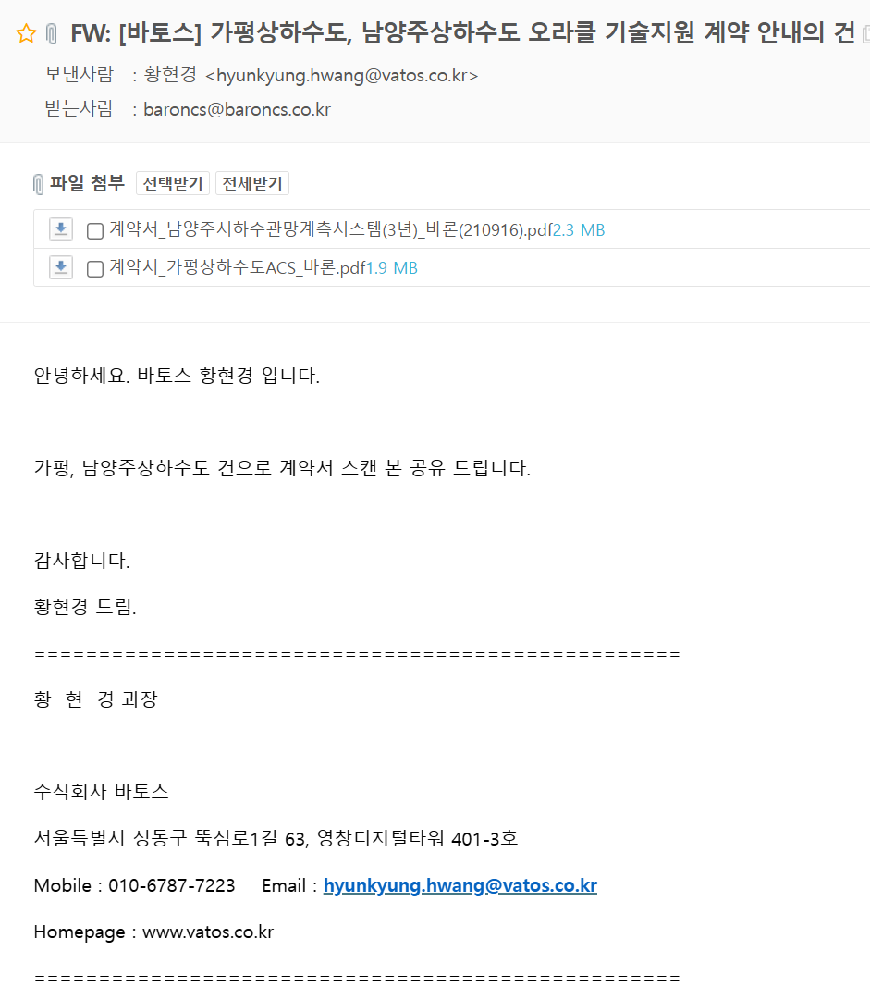 FW: [바토스] 가평상하수도, 남양주상하수도 오라클 기술지원 계약 안내의 건
보낸사람 : 황현경 <hyunkyung.hwang@vatos.co.kr>
받는사람 : baroncs@baroncs.co.kr
파일 첨부 선택받기 전체받기
계약서_남양주시하수관망계측시스템(3년)_바론(210916).pdf2.3 MB
계약서_가평상하수도ACS_바론.pdf1.9 MB
안녕하세요. 바토스 황현경 입니다.
가평, 남양주상하수도 건으로 계약서 스캔 본 공유 드립니다.
감사합니다.
황현경 드림.
==================================================
황 현 경 과장
주식회사 바토스
서울특별시 성동구 뚝섬로1길 63, 영창디지털타워 401-3호
Mobile : 010-6787-7223 Email : hyunkyung.hwang@vatos.co.kr
Homepage : www.vatos.co.kr
==================================================